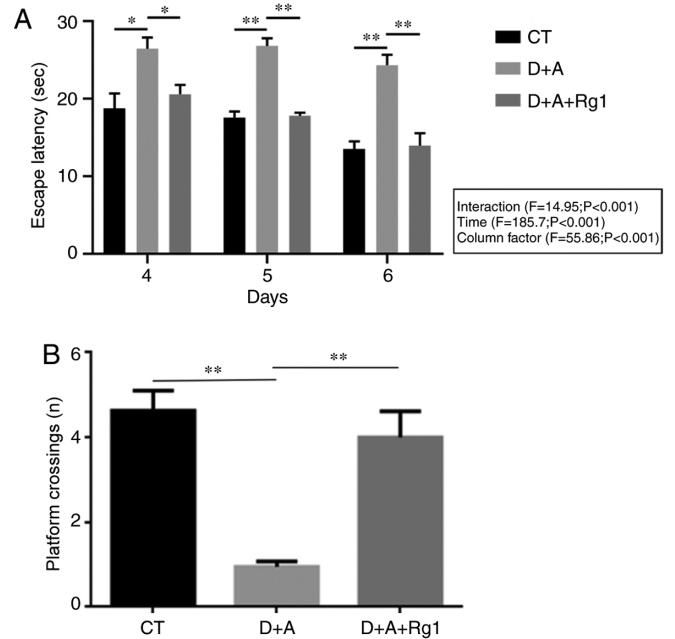 A
Escape latency (sec)
30
20
10
0
* *
** **
** **
4 5 6
Days
CT
D+A
D+A+Rg1
Interaction (F=14.95;P<0.001)
Time (F=185.7;P<0.001)
Column factor (F=55.86;P<0.001)
B
Platform crossings (n)
6
4
2
0
** **
CT D+A D+A+Rg1